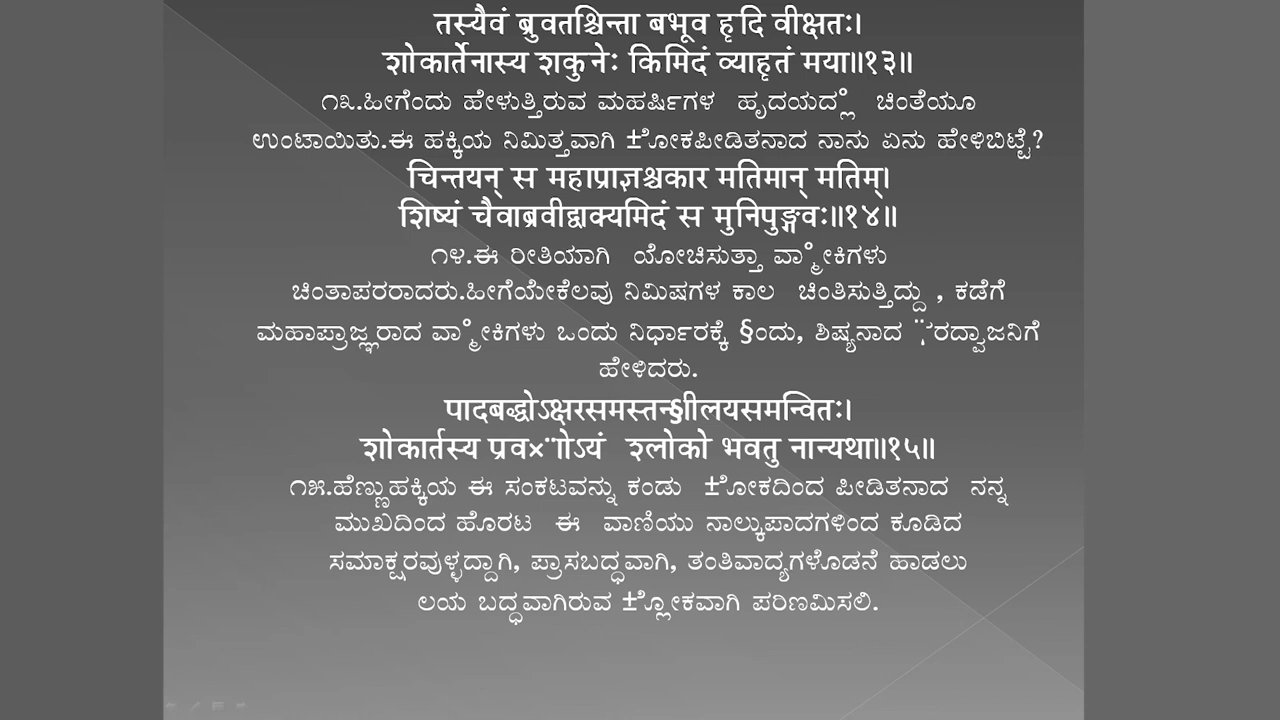 तस्यैवं ब्रुवतश्चिन्ता बभूव हृदि वीक्षतः।
शोकार्तेनास्य शकुनेः किमिदं व्याहृतं मया॥१३॥
೧೩.ಹೀಗೆಂದು ಹೇಳುತ್ತಿರುವ ಮಹರ್ಷಿಗಳ ಹೃದಯದಲ್ಲಿ ಚಿಂತೆಯೂ
ಉಂಟಾಯಿತು.ಈ ಹಕ್ಕಿಯ ನಿಮಿತ್ತವಾಗಿ ±ೋಕಪೀಡಿತನಾದ ನಾನು ಏನು ಹೇಳಿಬಿಟ್ಟೆ?
चिन्तयन् स महाप्राज्ञश्चकार मतिमान् मतिम्।
शिष्यं चैवाब्रवीद्वाक्यमिदं स मुनिपुङ्गवः॥१४॥
೧೪.ಈ ರೀತಿಯಾಗಿ ಯೋಚಿಸುತ್ತಾ ವಾಲ್ಮೀಕಿಗಳು
ಚಿಂತಾಪರರಾದರು.ಹೀಗೆಯೇಕೆಲವು ನಿಮಿಷಗಳ ಕಾಲ ಚಿಂತಿಸುತ್ತಿದ್ದು , ಕಡೆಗೆ
ಮಹಾಪ್ರಾಜ್ಞರಾದ ವಾಲ್ಮೀಕಿಗಳು ಒಂದು ನಿರ್ಧಾರಕ್ಕೆ §ಂದು, ಶಿಷ್ಯನಾದ ¨sರದ್ವಾಜನಿಗೆ
ಹೇಳಿದರು.
पादबद्धोऽक्षरसमस्तन्§ाीलयसमन्वितः।
शोकार्तस्य प्रव×¨ाोऽयं श्लोको भवतु नान्यथा॥१५॥
೧೫.ಹೆಣ್ಣುಹಕ್ಕಿಯ ಈ ಸಂಕಟವನ್ನು ಕಂಡು ±ೋಕದಿಂದ ಪೀಡಿತನಾದ ನನ್ನ
ಮುಖದಿಂದ ಹೊರಟ ಈ ವಾಣಿಯು ನಾಲ್ಕುಪಾದಗಳಿಂದ ಕೂಡಿದ
ಸಮಾಕ್ಷರವುಳ್ಳದ್ದಾಗಿ, ಪ್ರಾಸಬದ್ಧವಾಗಿ, ತಂತಿವಾದ್ಯಗಳೊಡನೆ ಹಾಡಲು
ಲಯ ಬದ್ಧವಾಗಿರುವ ±್ಲೋಕವಾಗಿ ಪರಿಣಮಿಸಲಿ.